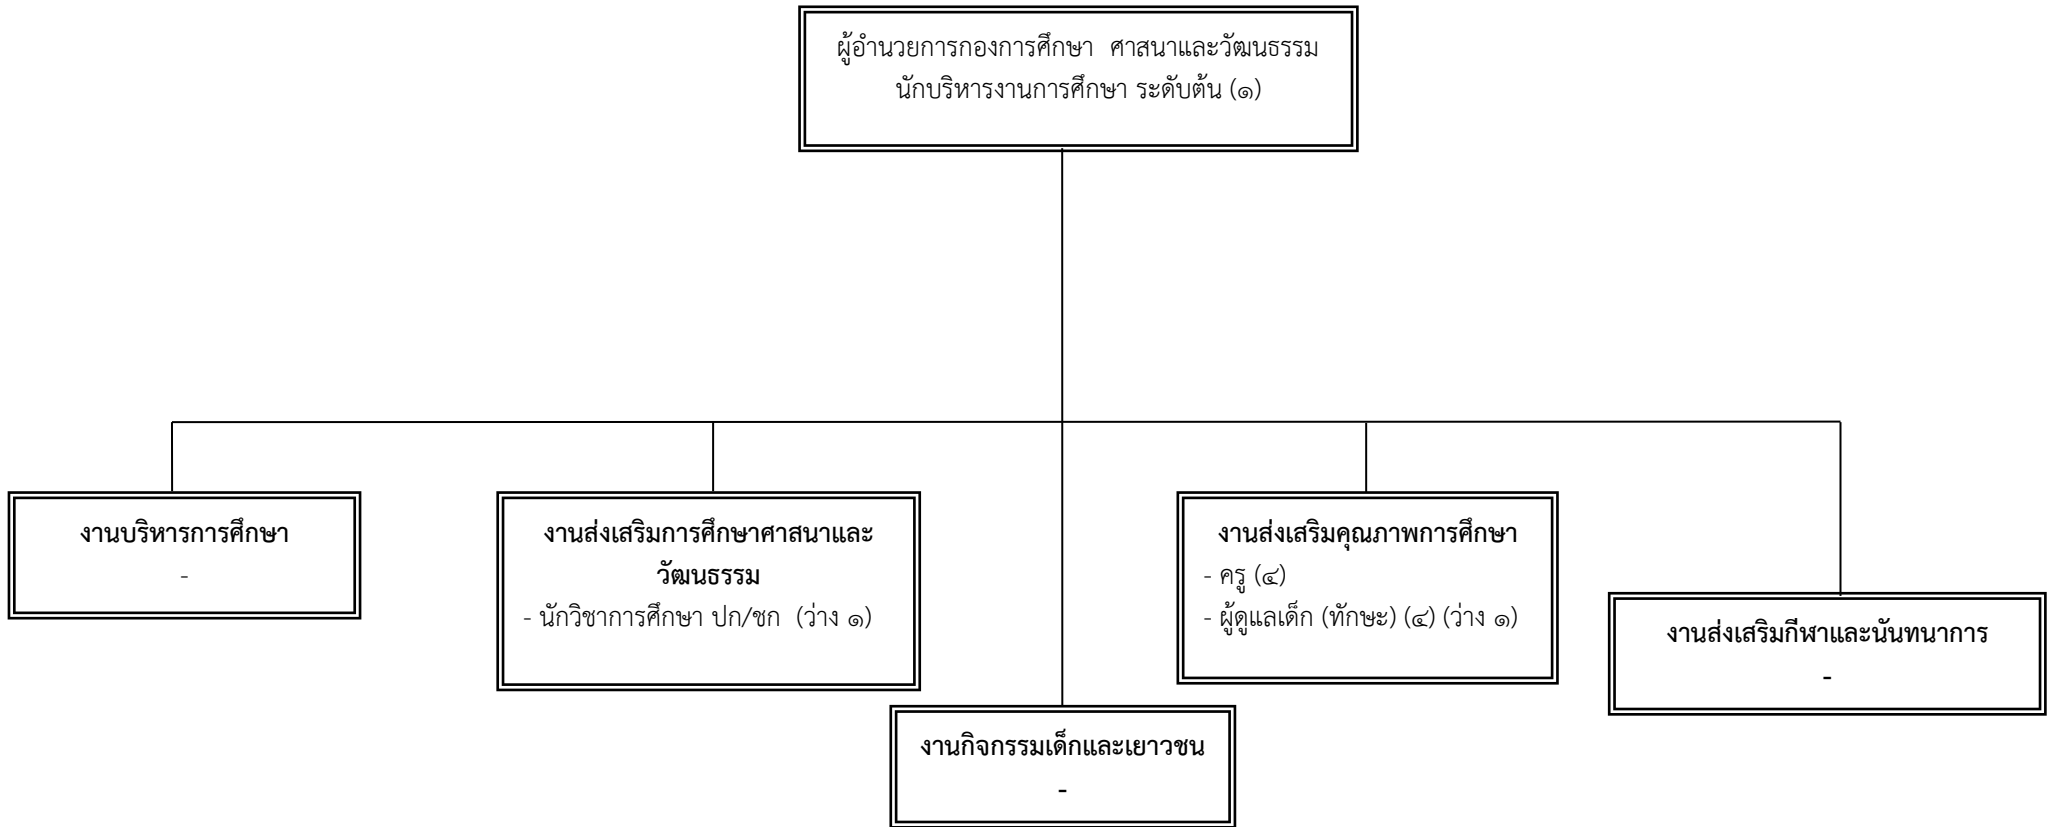 ผู้อำนวยการกองการศึกษา  ศาสนาและวัฒนธรรม
นักบริหารงานการศึกษา ระดับต้น (๑)
งานบริหารการศึกษา
-
งานส่งเสริมการศึกษาศาสนาและ
วัฒนธรรม
- นักวิชาการศึกษา ปก/ชก  (ว่าง ๑)
งานกิจกรรมเด็กและเยาวชน
-
งานส่งเสริมคุณภาพการศึกษา
- ครู (๔)
- ผู้ดูแลเด็ก (ทักษะ) (๔) (ว่าง ๑)
งานส่งเสริมกีฬาและนันทนาการ
-